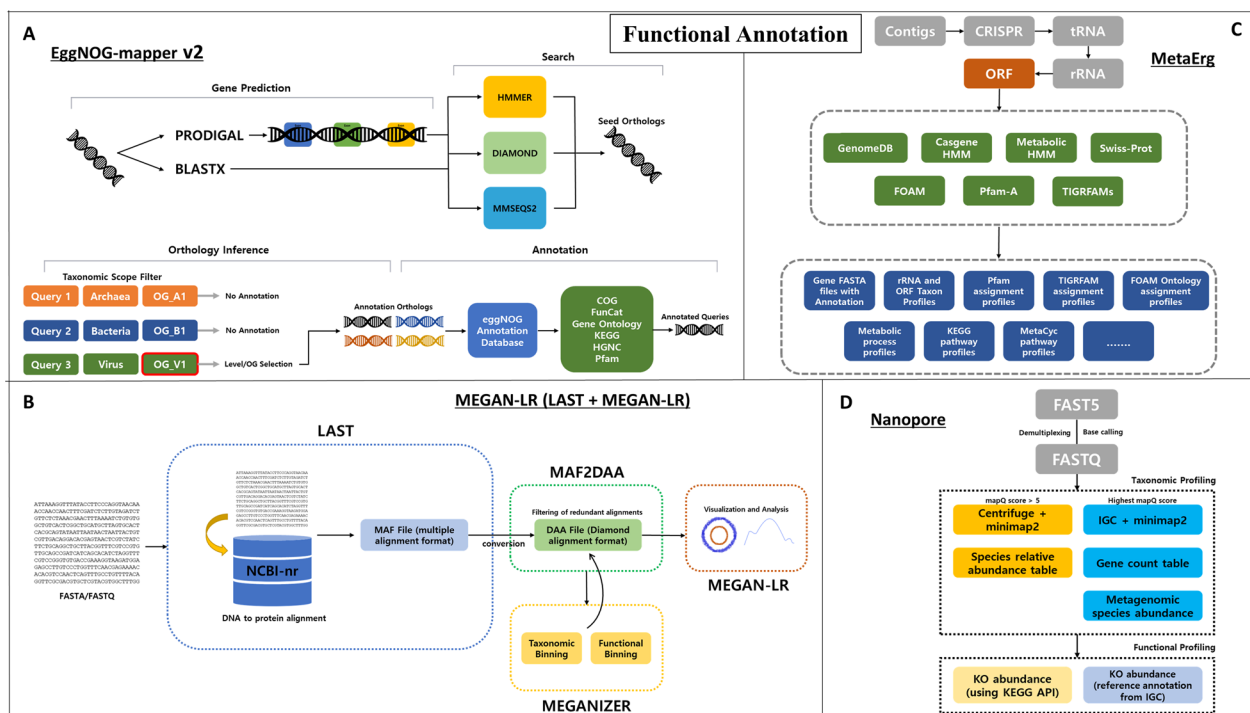 Functional Annotation
A
EggNOG-mapper v2
Gene Prediction
Search
PRODIGAL
BLASTX
HMMER
DIAMOND
MMSEQS2
Seed Orthologs
Orthology Inference
Annotation
Taxonomic Scope Filter
Query 1
Archaea
OG_A1
No Annotation
Query 2
Bacteria
OG_B1
No Annotation
Query 3
Virus
OG_V1
Level/OG Selection
Annotation Orthologs
eggNOG
Annotation
Database
COG
FunCat
Gene Ontology
KEGG
HGNC
Pfam
Annotated Queries
C
MetaErg
Contigs
CRISPR
tRNA
rRNA
ORF
GenomeDB
Casgene
HMM
Metabolic
HMM
Swiss-Prot
FOAM
Pfam-A
TIGRFAMs
Gene FASTA
files with
Annotation
rRNA and
ORF Taxon
Profiles
Pfam
assignment
profiles
TIGRFAM
assignment
profiles
FOAM Ontology
assignment
profiles
Metabolic
process
profiles
KEGG
pathway
profiles
MetaCyc
pathway
profiles
.......
B
MEGAN-LR (LAST + MEGAN-LR)
LAST
FASTA/FASTQ
NCBI-nr
DNA to protein alignment
MAF File (multiple
alignment format)
conversion
MAF2DAA
Filtering of redundant alignments
DAA File (Diamond
alignment format)
Taxonomic
Binning
Functional
Binning
MEGANIZER
Visualization and Analysis
MEGAN-LR
D
Nanopore
FAST5
Demultiplexing
Base calling
FASTQ
Taxonomic Profiling
mapQ score > 5
Centrifuge +
minimap2
Species relative
abundance table
Highest mapQ score
IGC + minimap2
Gene count table
Metagenomic
species abundance
Functional Profiling
KO abundance
(using KEGG API)
KO abundance
(reference annotation
from IGC)